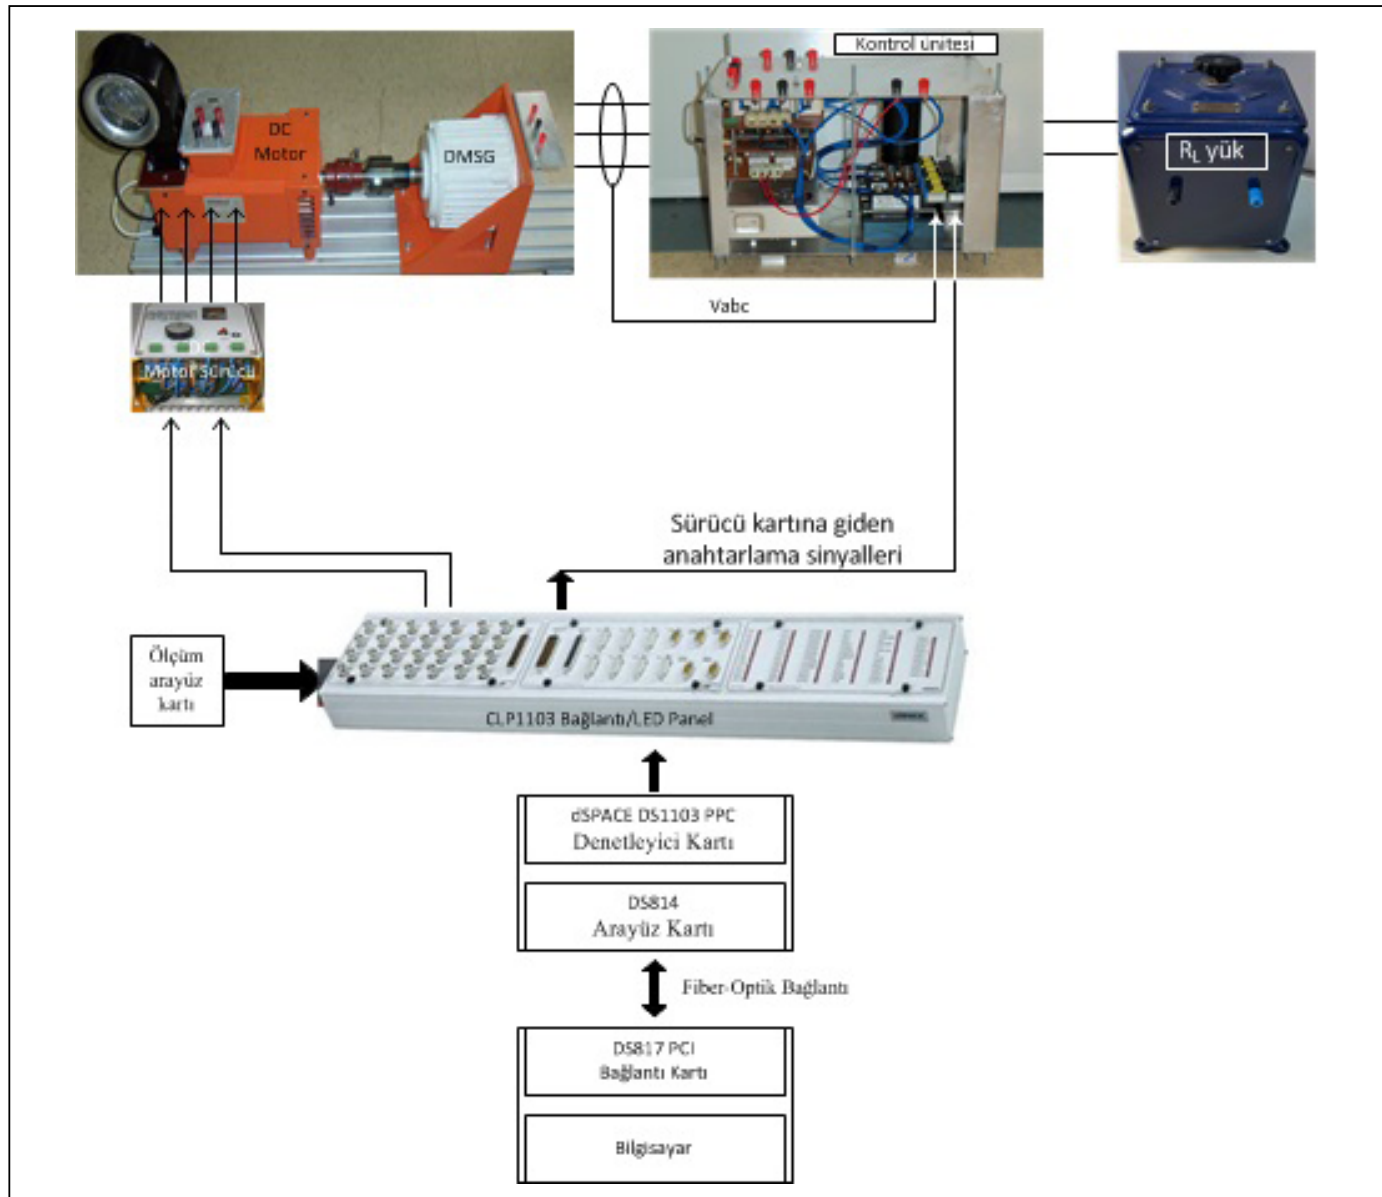 Kontrol ünitesi
DC
Motor
DMSG
R_L yük
Vabc
Motor Sürücü
Sürücü kartına giden
anahtarlama sinyalleri
Ölçüm
arayüz
kartı
CLP1103 Bağlantı/LED Panel
dSPACE DS1103 PPC
Denetleyici Kartı
DS814
Arayüz Kartı
Fiber-Optik Bağlantı
DS817 PCI
Bağlantı Kartı
Bilgisayar